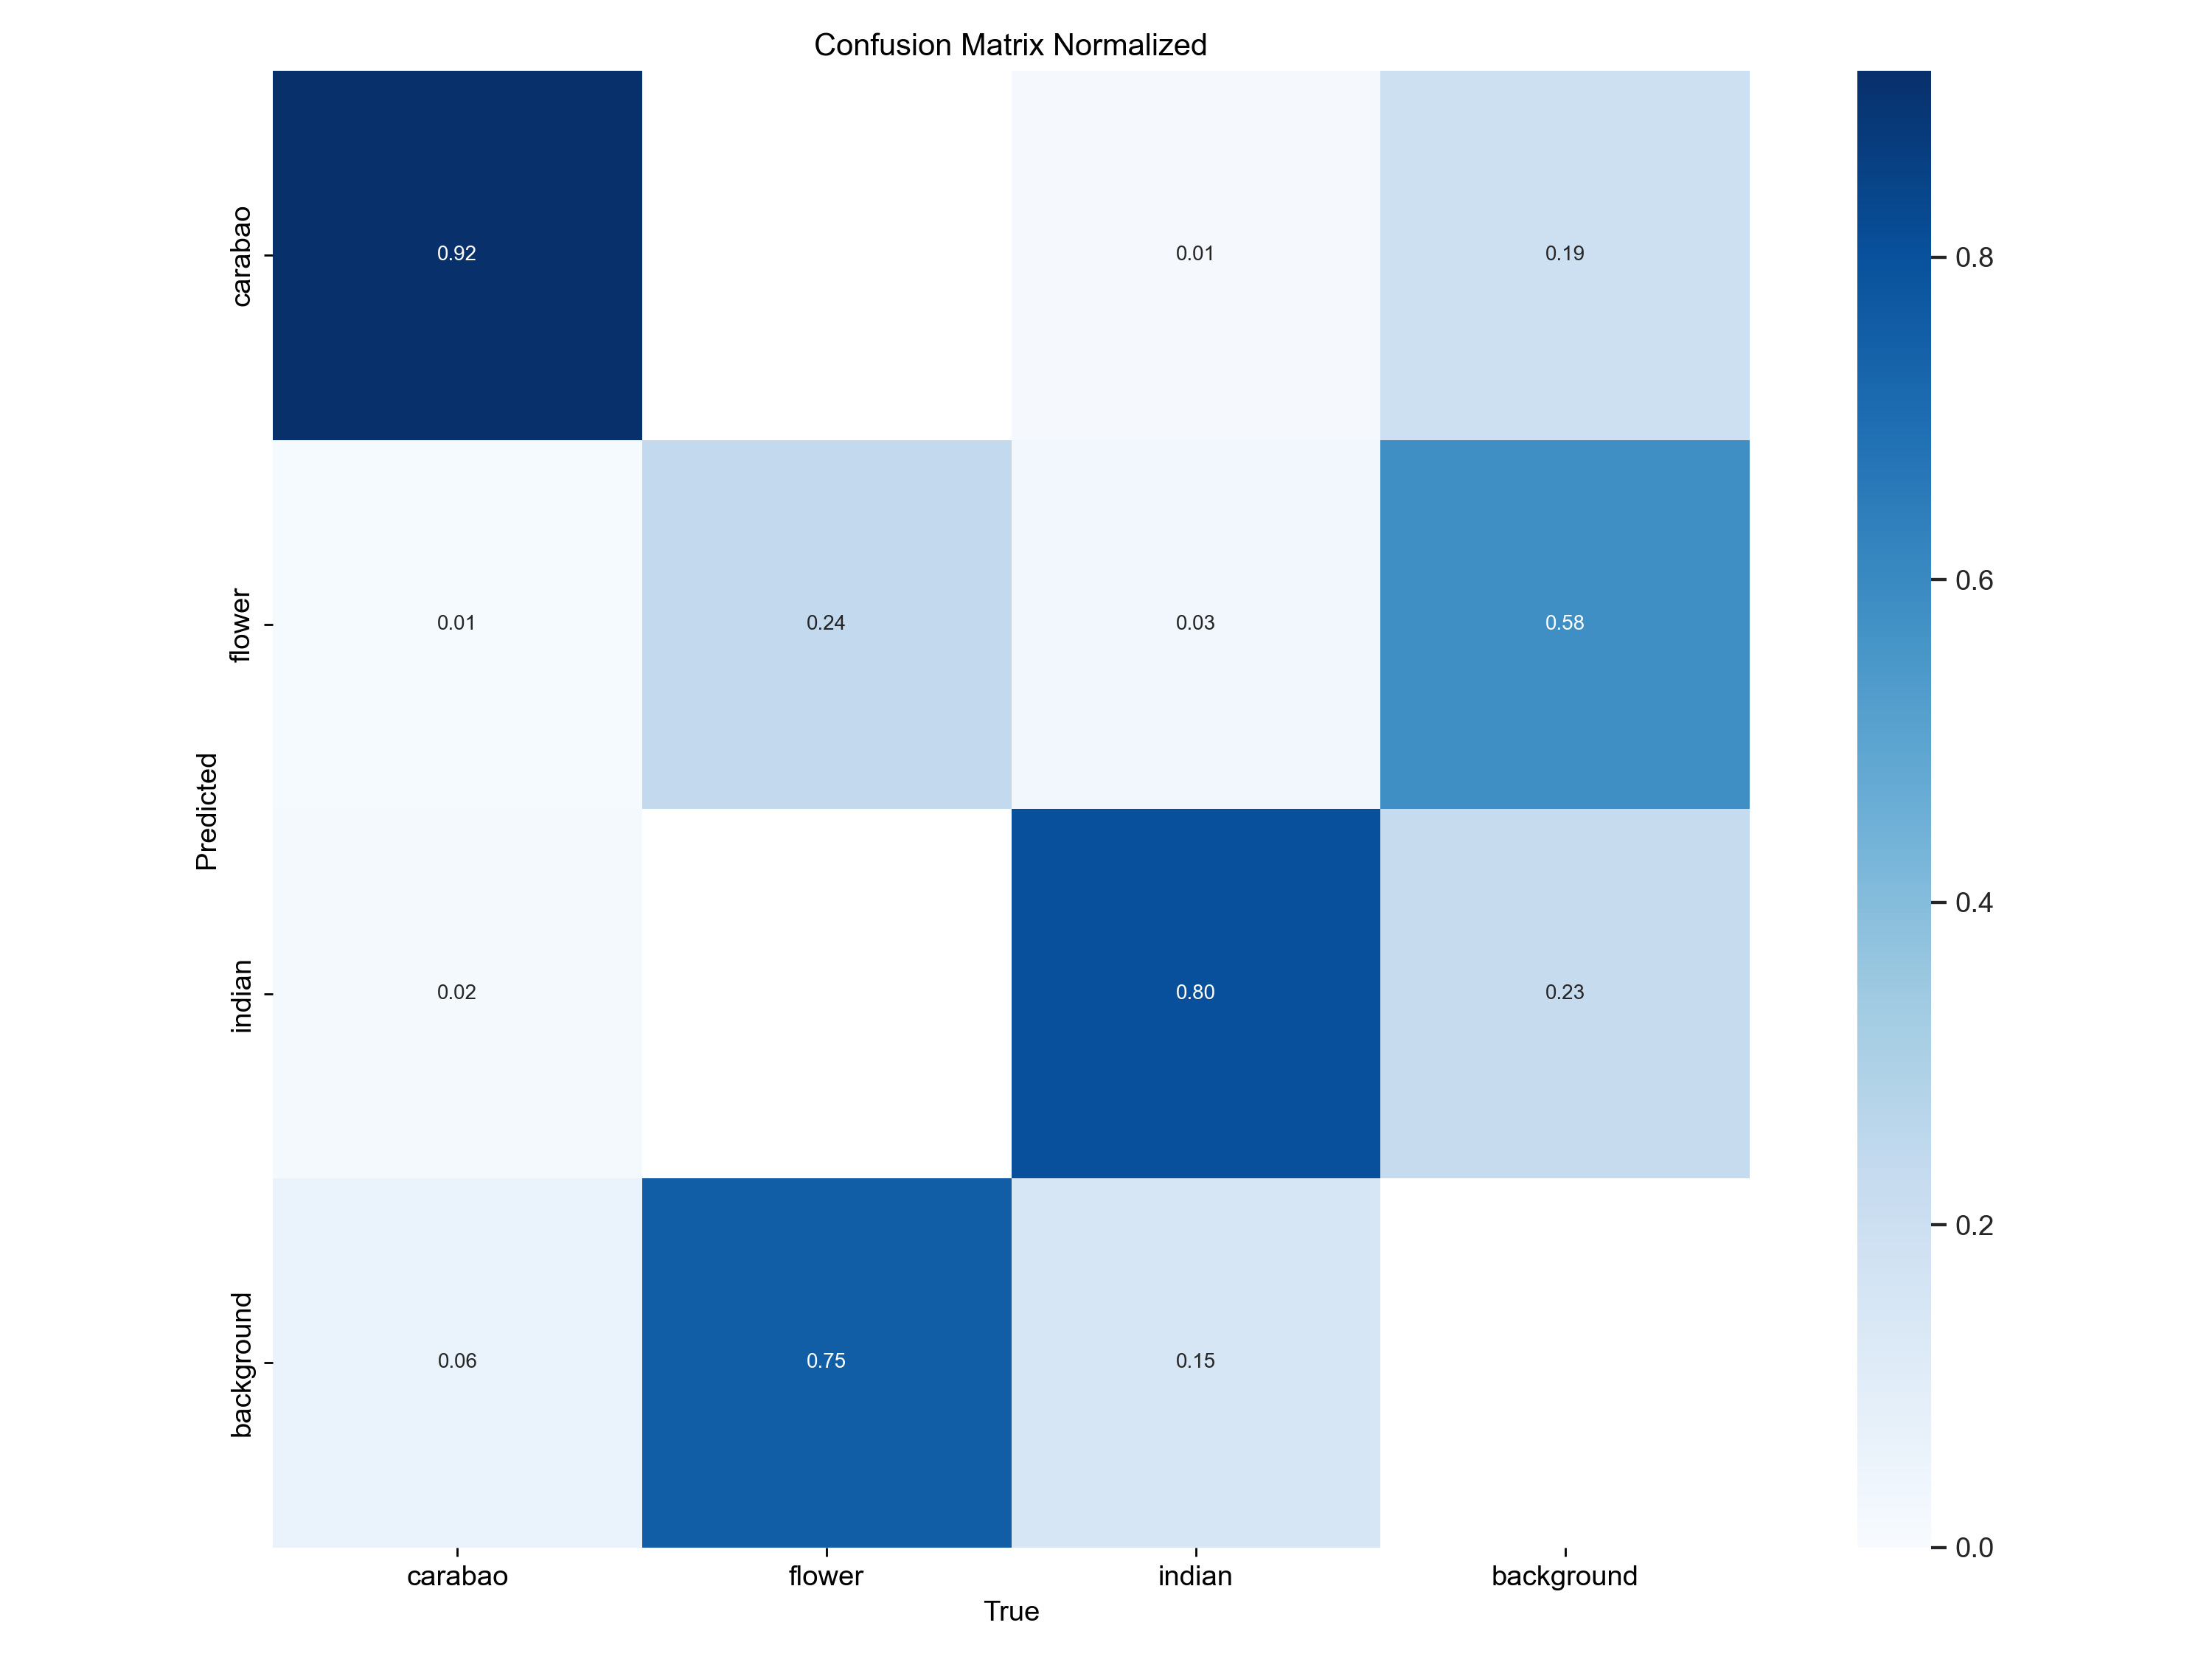 Confusion Matrix Normalized
carabao
0.92
0.01
0.19
0.8
flower
0.01
0.24
0.03
0.58
0.6
Predicted
indian
0.02
0.80
0.23
0.4
background
0.06
0.75
0.15
0.2
0.0
carabao
flower
indian
background
True